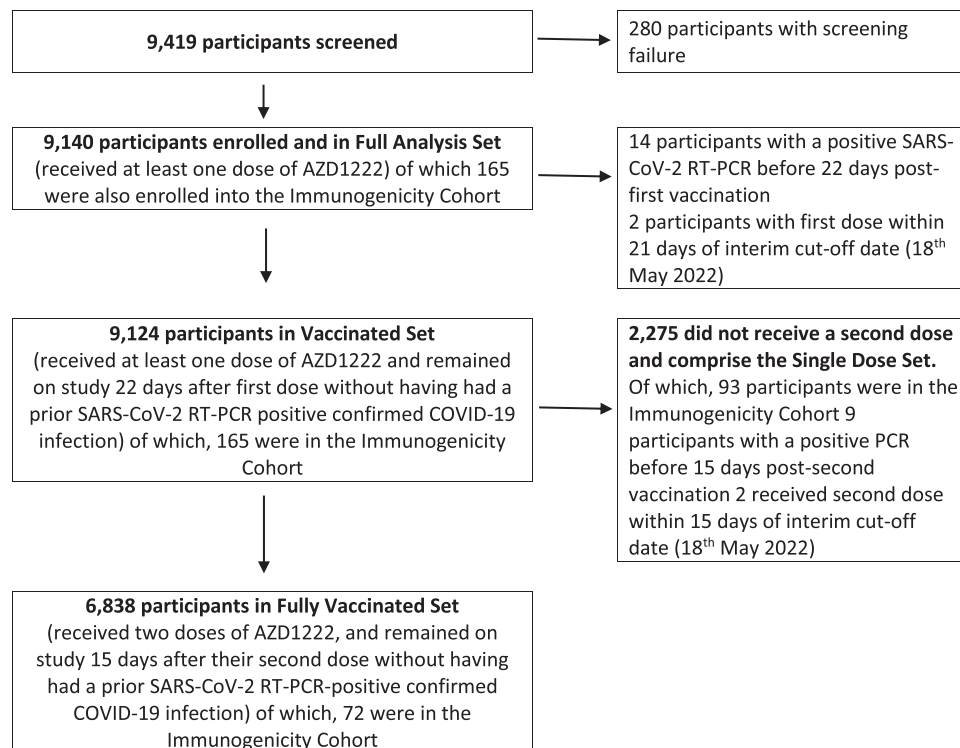 9,419 participants screened
280 participants with screening
failure
9,140 participants enrolled and in Full Analysis Set
(received at least one dose of AZD1222) of which 165
were also enrolled into the Immunogenicity Cohort
14 participants with a positive SARS-
CoV-2 RT-PCR before 22 days post-
first vaccination
2 participants with first dose within
21 days of interim cut-off date (18th
May 2022)
9,124 participants in Vaccinated Set
(received at least one dose of AZD1222 and remained
on study 22 days after first dose without having had a
prior SARS-CoV-2 RT-PCR positive confirmed COVID-19
infection) of which, 165 were in the Immunogenicity
Cohort
2,275 did not receive a second dose
and comprise the Single Dose Set.
Of which, 93 participants were in the
Immunogenicity Cohort 9
participants with a positive PCR
before 15 days post-second
vaccination 2 received second dose
within 15 days of interim cut-off
date (18th May 2022)
6,838 participants in Fully Vaccinated Set
(received two doses of AZD1222, and remained on
study 15 days after their second dose without having
had a prior SARS-CoV-2 RT-PCR-positive confirmed
COVID-19 infection) of which, 72 were in the
Immunogenicity Cohort